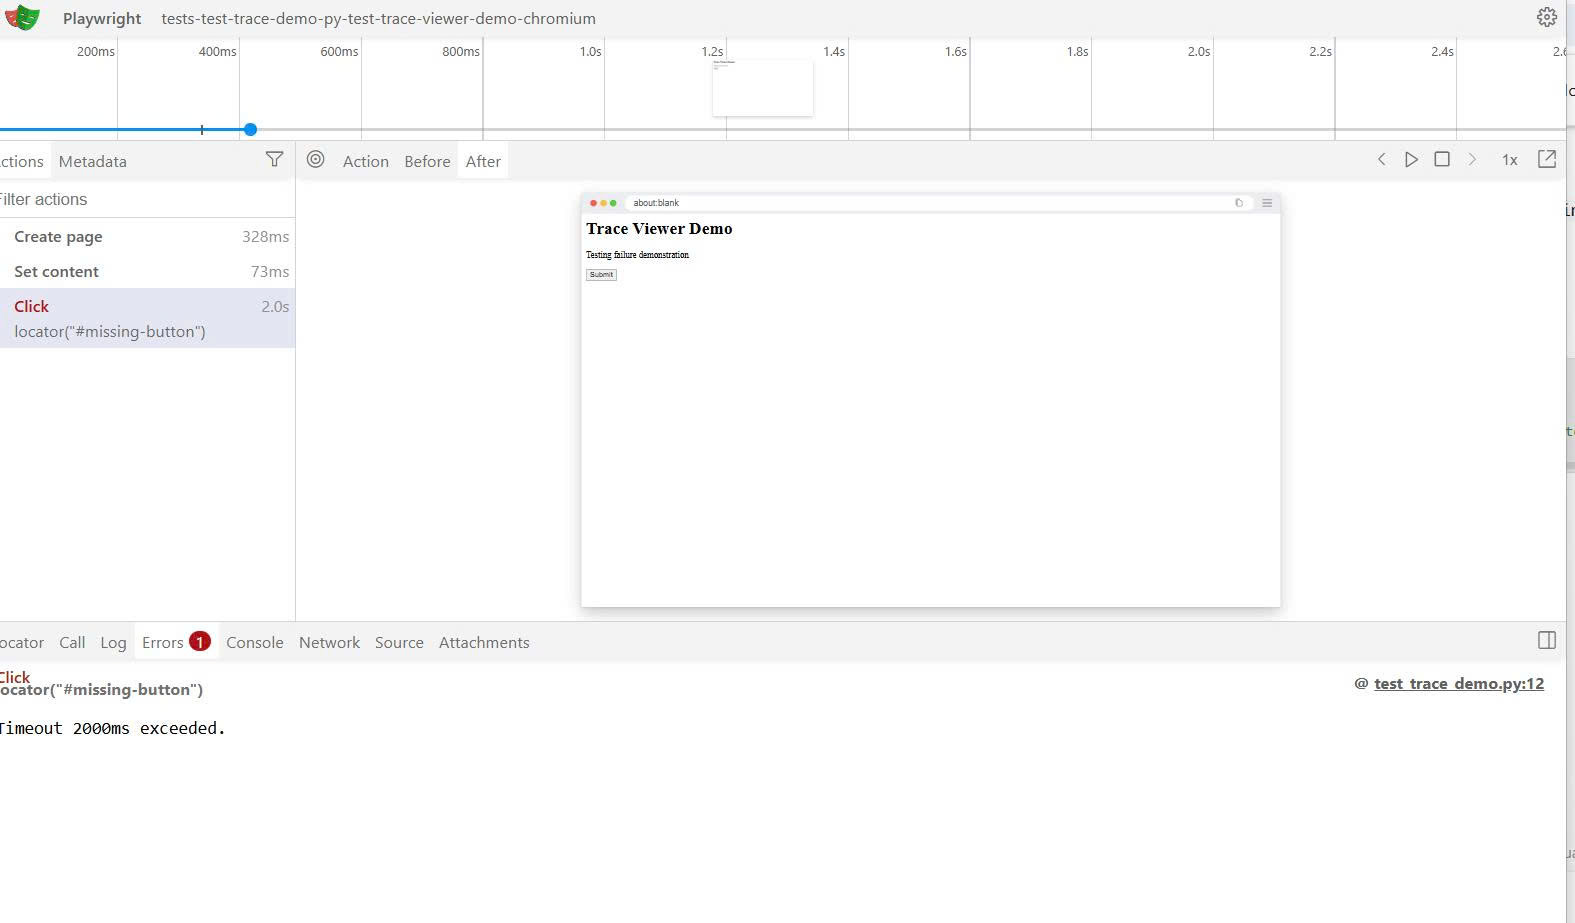 Playwright tests-test-trace-demo-py-test-trace-viewer-demo-chromium
200ms 400ms 600ms 800ms 1.0s 1.2s 1.4s 1.6s 1.8s 2.0s 2.2s 2.4s
ctions Metadata
Action Before After
1x
Filter actions
Create page 328ms
Set content 73ms
Click 2.0s
locator("#missing-button")
about:blank
Trace Viewer Demo
Testing failure demonstration
Submit
ocator Call Log Errors 1 Console Network Source Attachments
Click
ocator("#missing-button")
@ test_trace_demo.py:12
Timeout 2000ms exceeded.